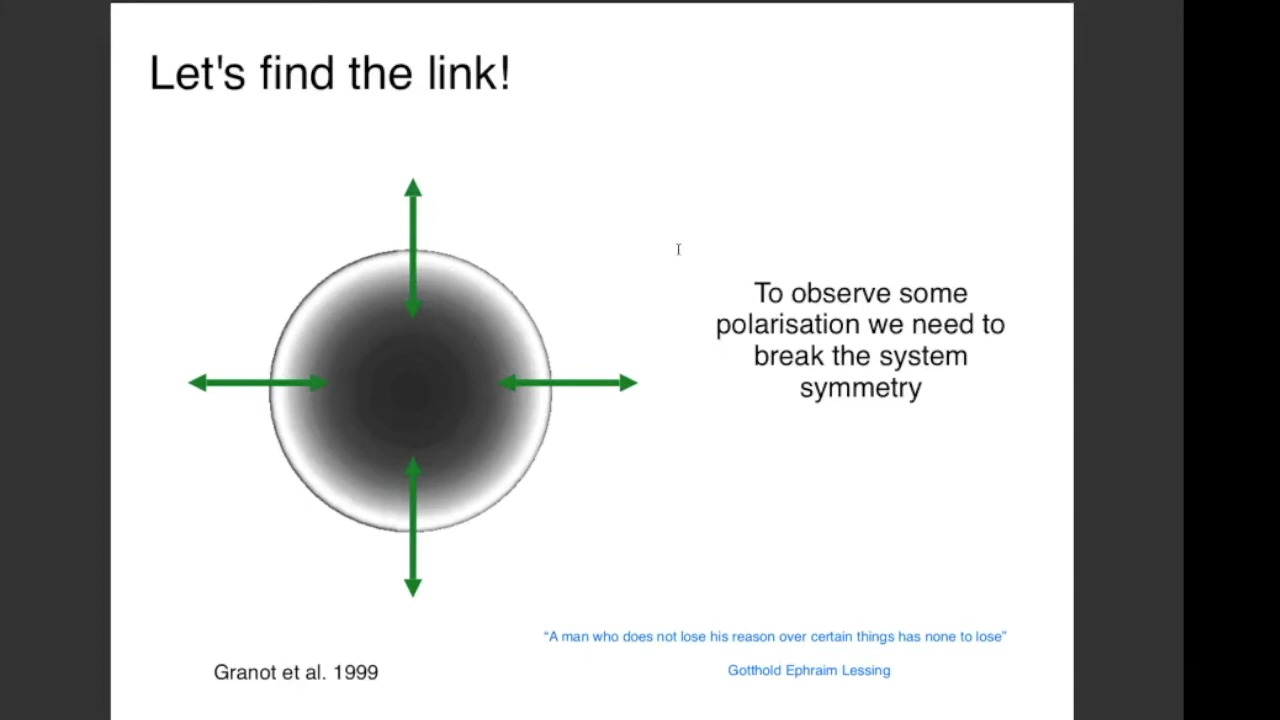 Let's find the link!
To observe some
polarisation we need to
break the system
symmetry
“A man who does not lose his reason over certain things has none to lose”
Gotthold Ephraim Lessing
Granot et al. 1999